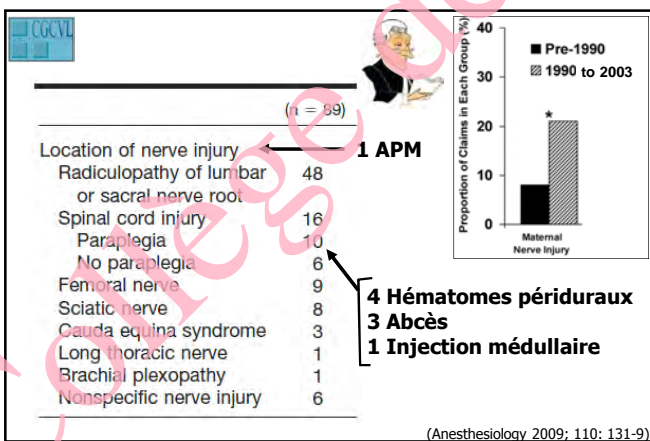 CGCVL
(n = 89)
Location of nerve injury
1 APM
Radiculopathy of lumbar
or sacral nerve root
48
Spinal cord injury
16
Paraplegia
10
No paraplegia
6
Femoral nerve
9
Sciatic nerve
8
Cauda equina syndrome
3
Long thoracic nerve
1
Brachial plexopathy
1
Nonspecific nerve injury
6
4 Hématomes périduraux
3 Abcès
1 Injection médullaire
Proportion of Claims in Each Group (%)
40
30
20
10
0
Pre-1990
1990 to 2003
*
Maternal
Nerve Injury
(Anesthesiology 2009; 110: 131-9)
Collège d